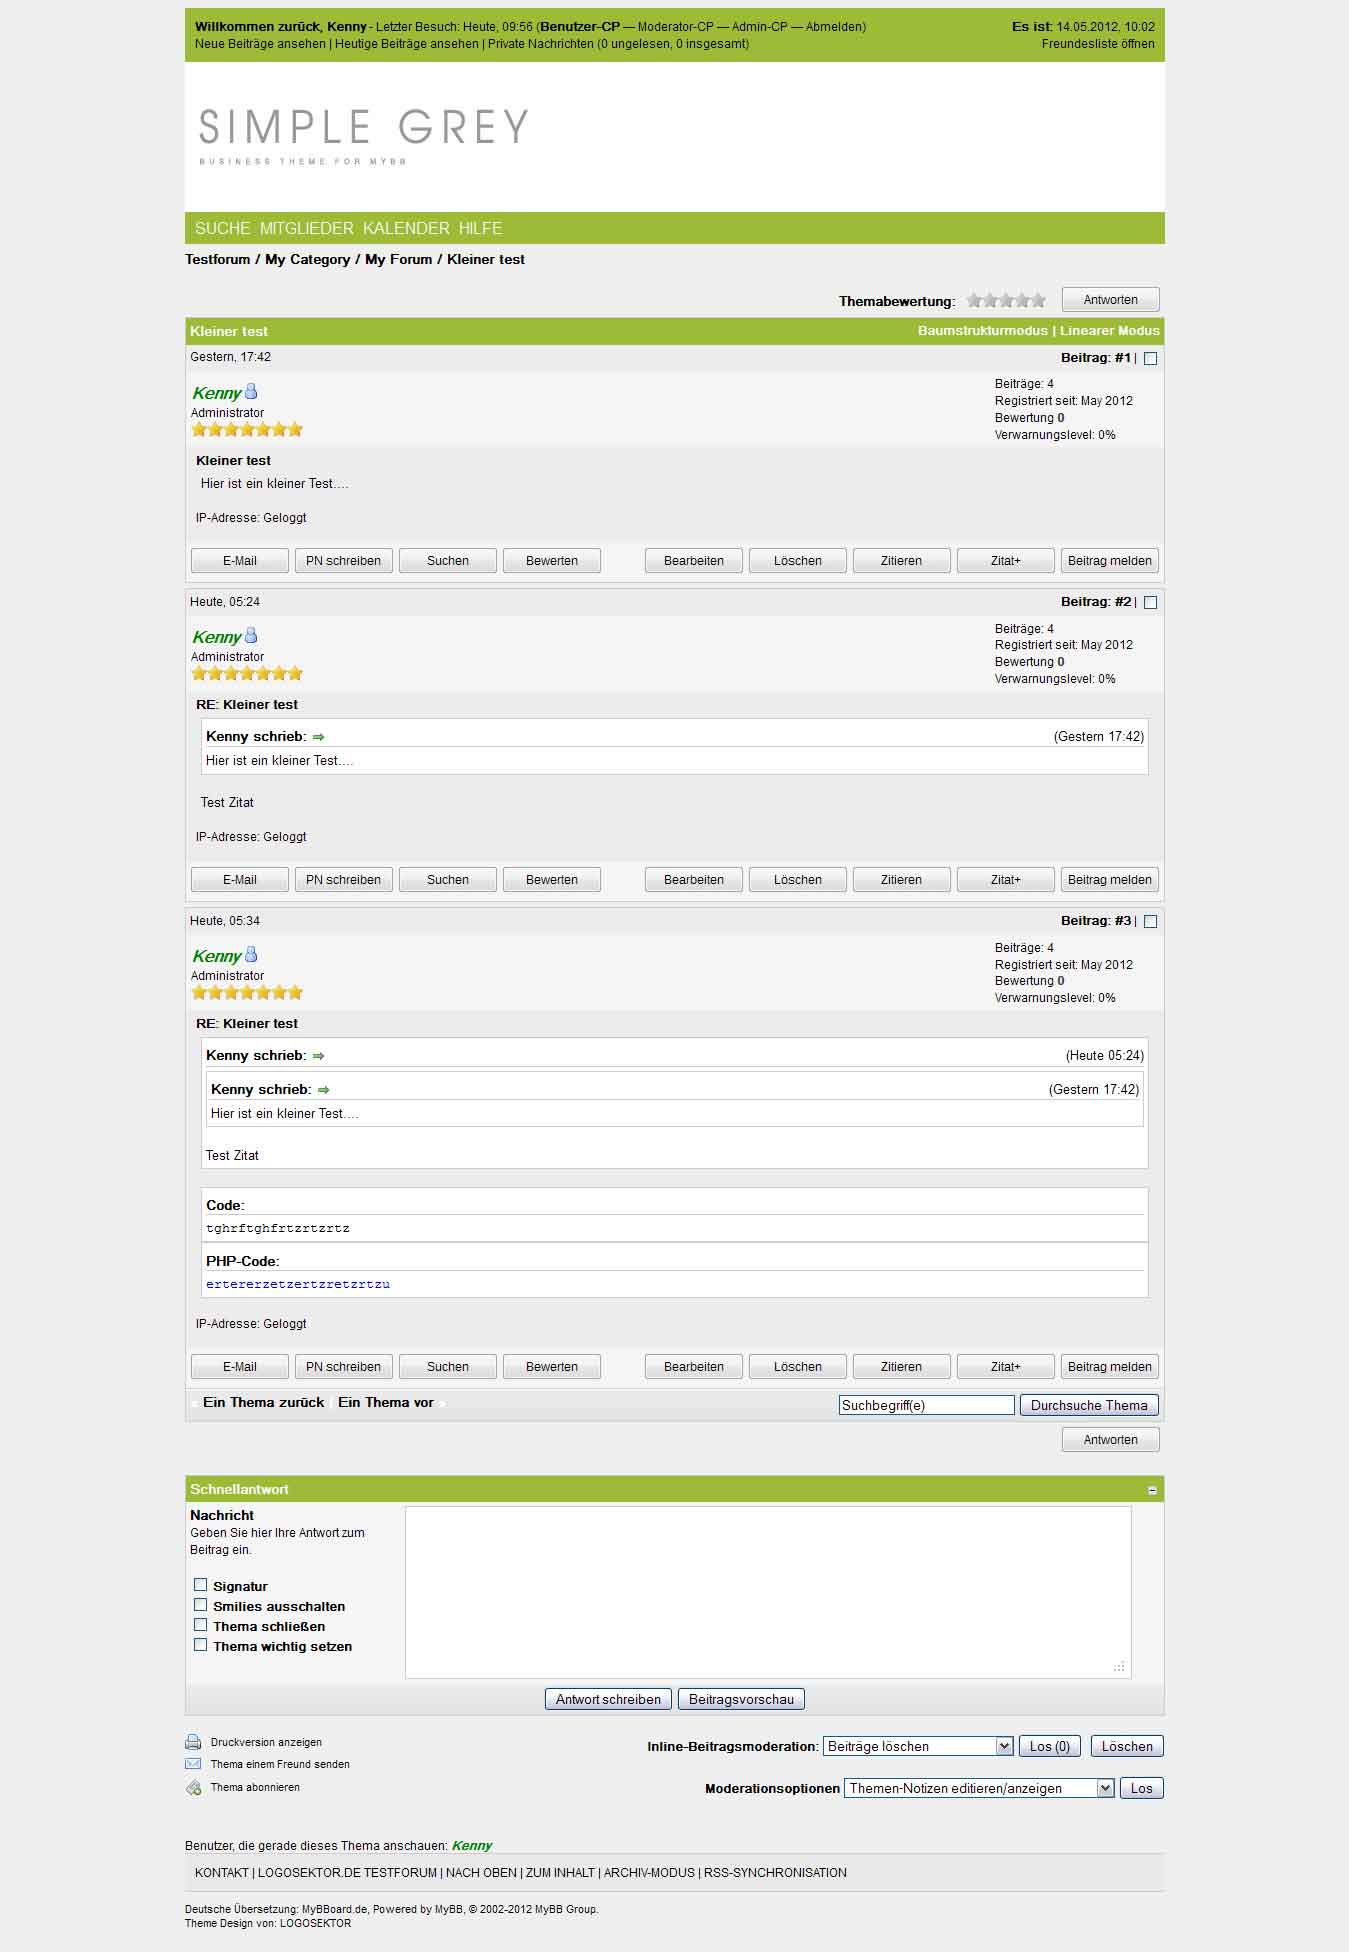 Willkommen zurück, Kenny - Letzter Besuch: Heute, 09:56 (Benutzer-CP — Moderator-CP — Admin-CP — Abmelden)
Es ist: 14.05.2012, 10:02
Neue Beiträge ansehen | Heutige Beiträge ansehen | Private Nachrichten (0 ungelesen, 0 insgesamt)
Freundesliste öffnen
SIMPLE GREY
BUSINESS THEME FOR MYBB
SUCHE MITGLIEDER KALENDER HILFE
Testforum / My Category / My Forum / Kleiner test
Themabewertung:
Antworten
Kleiner test
Baumstrukturmodus | Linearer Modus
Gestern, 17:42
Beitrag: #1 |
Kenny
Administrator
Beiträge: 4
Registriert seit: May 2012
Bewertung 0
Verwarnungslevel: 0%
Kleiner test
Hier ist ein kleiner Test....
IP-Adresse: Geloggt
E-Mail PN schreiben Suchen Bewerten Bearbeiten Löschen Zitieren Zitat+ Beitrag melden
Heute, 05:24
Beitrag: #2 |
Kenny
Administrator
Beiträge: 4
Registriert seit: May 2012
Bewertung 0
Verwarnungslevel: 0%
RE: Kleiner test
Kenny schrieb:
(Gestern 17:42)
Hier ist ein kleiner Test....
Test Zitat
IP-Adresse: Geloggt
E-Mail PN schreiben Suchen Bewerten Bearbeiten Löschen Zitieren Zitat+ Beitrag melden
Heute, 05:34
Beitrag: #3 |
Kenny
Administrator
Beiträge: 4
Registriert seit: May 2012
Bewertung 0
Verwarnungslevel: 0%
RE: Kleiner test
Kenny schrieb:
(Heute 05:24)
Kenny schrieb:
(Gestern 17:42)
Hier ist ein kleiner Test....
Test Zitat
Code:
tghrftghfrtzrtzrtz
PHP-Code:
ertererzetzertzretzrtzu
IP-Adresse: Geloggt
E-Mail PN schreiben Suchen Bewerten Bearbeiten Löschen Zitieren Zitat+ Beitrag melden
« Ein Thema zurück | Ein Thema vor »
Suchbegriff(e) Durchsuche Thema
Antworten
Schnellantwort
Nachricht
Geben Sie hier Ihre Antwort zum
Beitrag ein.
Signatur
Smilies ausschalten
Thema schließen
Thema wichtig setzen
Antwort schreiben Beitragsvorschau
Druckversion anzeigen
Thema einem Freund senden
Thema abonnieren
Inline-Beitragsmoderation: Beiträge löschen Los (0) Löschen
Moderationsoptionen Themen-Notizen editieren/anzeigen Los
Benutzer, die gerade dieses Thema anschauen: Kenny
KONTAKT | LOGOSEKTOR.DE TESTFORUM | NACH OBEN | ZUM INHALT | ARCHIV-MODUS | RSS-SYNCHRONISATION
Deutsche Übersetzung: MyBBoard.de, Powered by MyBB, © 2002-2012 MyBB Group.
Theme Design von: LOGOSEKTOR